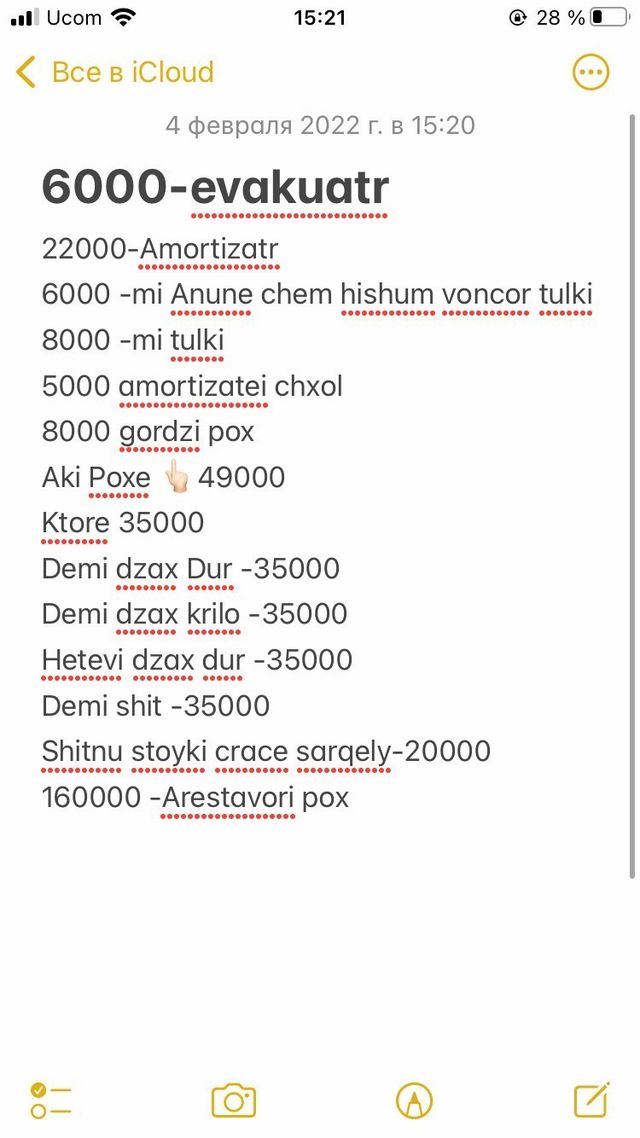 Ucom 15:21 28 %
Все в iCloud
4 февраля 2022 г. в 15:20
6000-evakuatr
22000-Amortizatr
6000 -mi Anune chem hishum voncor tulki
8000 -mi tulki
5000 amortizatei chxol
8000 gordzi pox
Aki Poxe 👆🏻 49000
Ktore 35000
Demi dzax Dur -35000
Demi dzax krilo -35000
Hetevi dzax dur -35000
Demi shit -35000
Shitnu stoyki crace sarqely-20000
160000 -Arestavori pox